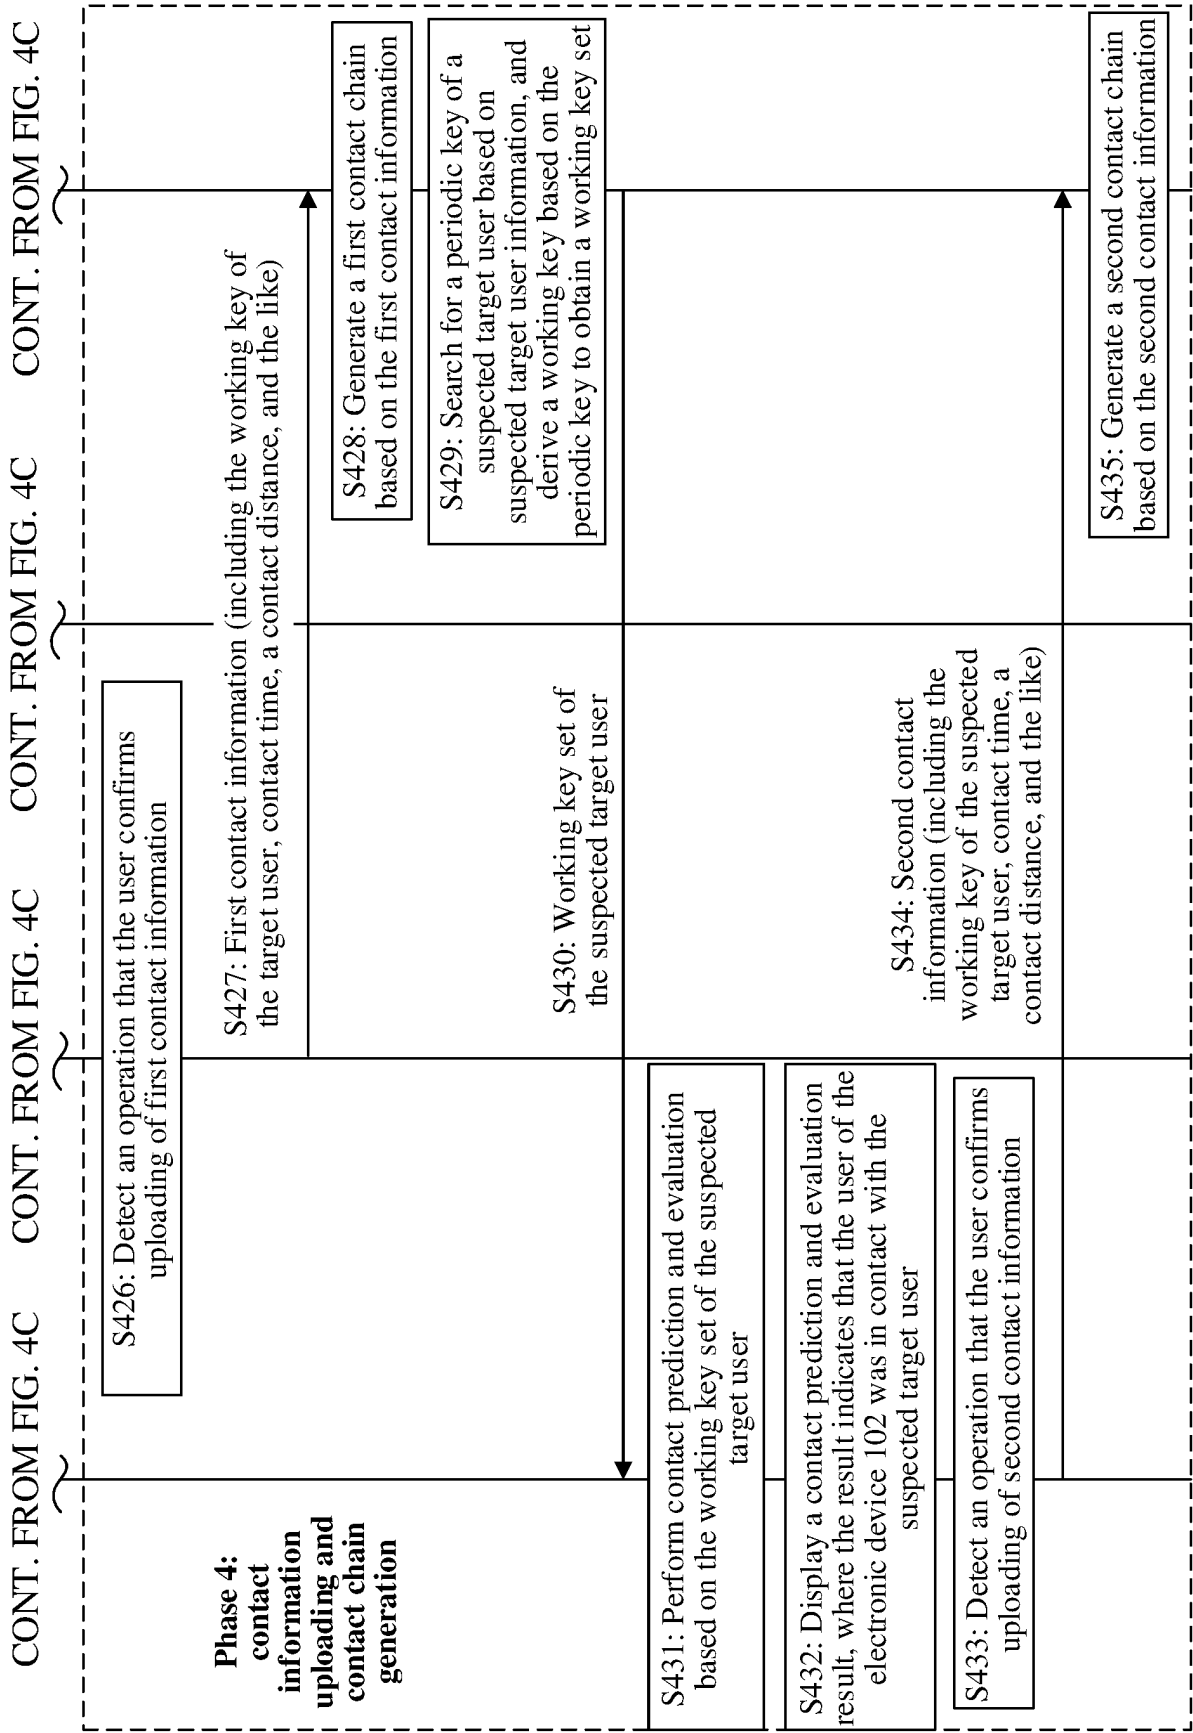 CONT. FROM FIG. 4C
CONT. FROM FIG. 4C
CONT. FROM FIG. 4C
CONT. FROM FIG. 4C
S426: Detect an operation that the user confirms
uploading of first contact information
Phase 4:
contact
information
uploading and
contact chain
generation
S427: First contact information (including the working key of
the target user, contact time, a contact distance, and the like)
S428: Generate a first contact chain
based on the first contact information
S429: Search for a periodic key of a
suspected target user based on
suspected target user information, and
derive a working key based on the
periodic key to obtain a working key set
S430: Working key set of
the suspected target user
S431: Perform contact prediction and evaluation
based on the working key set of the suspected
target user
S432: Display a contact prediction and evaluation
result, where the result indicates that the user of the
electronic device 102 was in contact with the
suspected target user
S433: Detect an operation that the user confirms
uploading of second contact information
S434: Second contact
information (including the
working key of the suspected
target user, contact time, a
contact distance, and the like)
S435: Generate a second contact chain
based on the second contact information